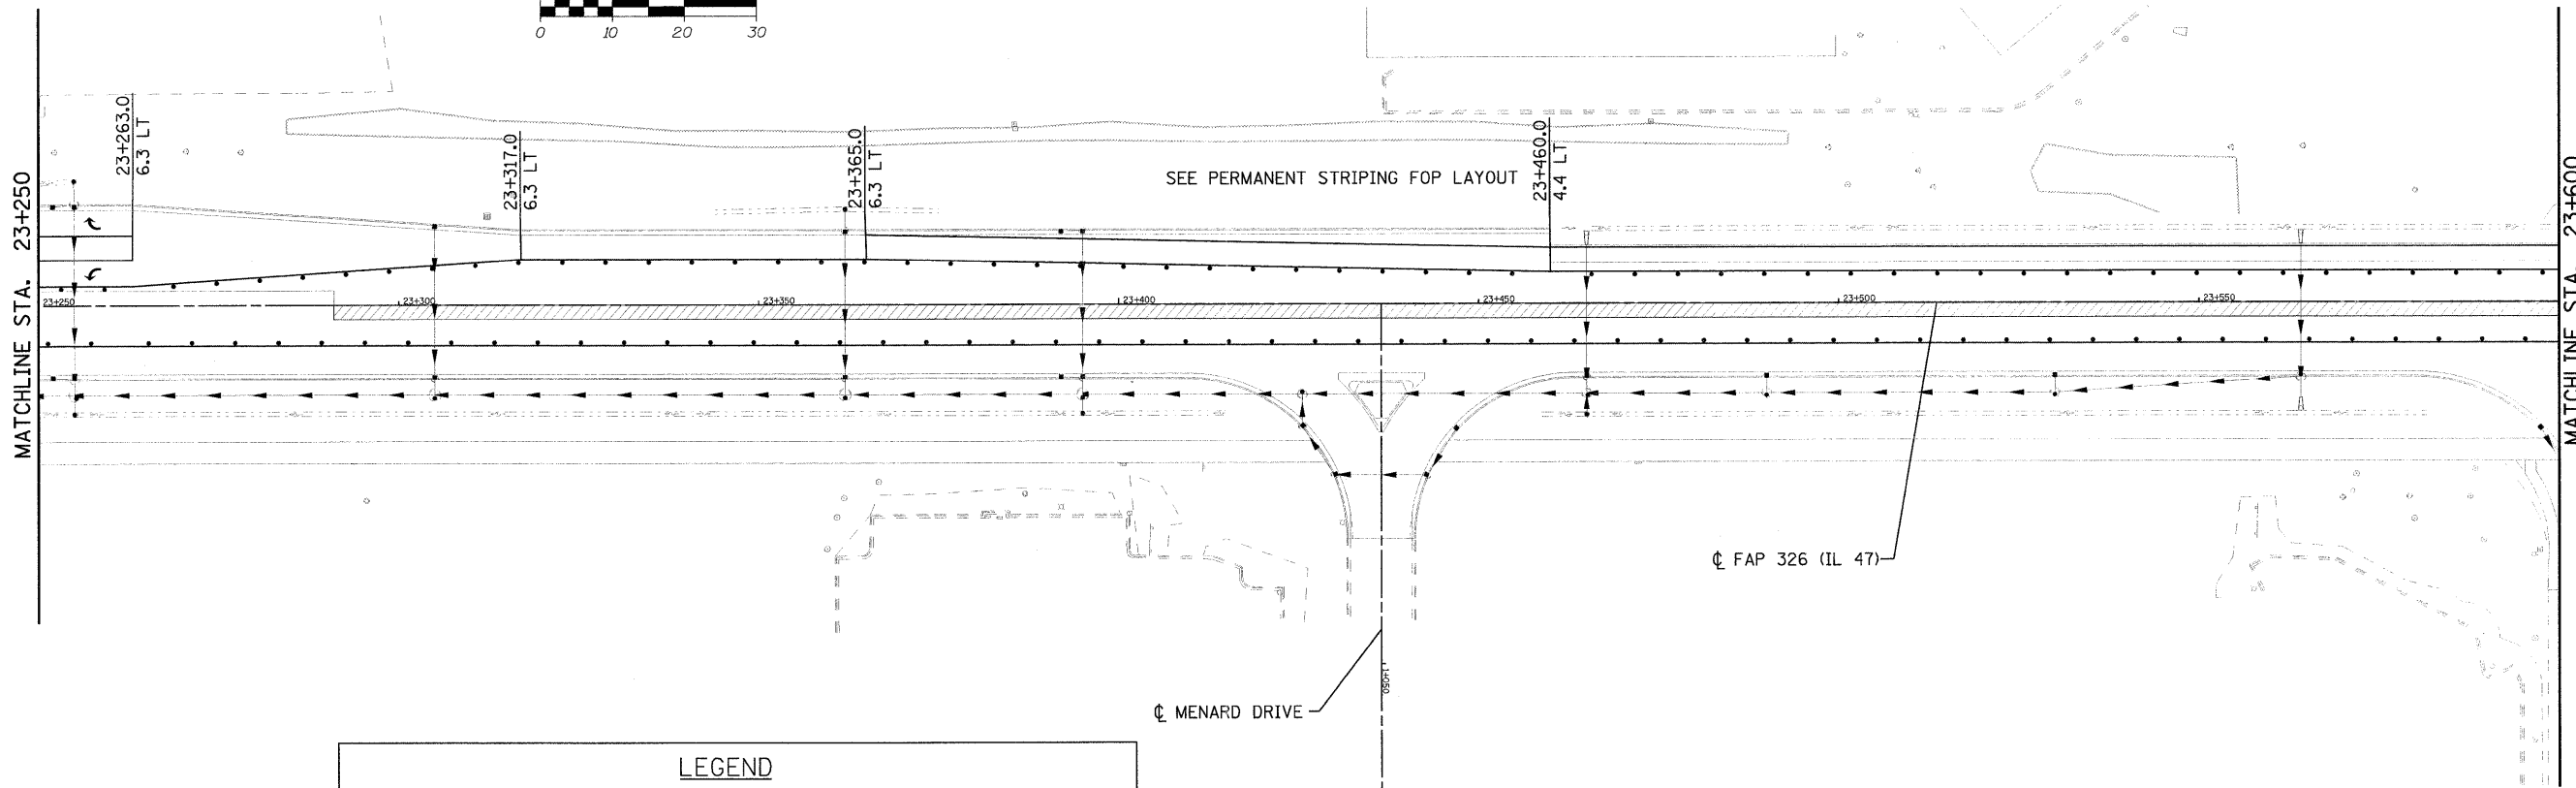 0 10 20 30
MATCHLINE STA. 23+250
23+263.0
6.3 LT
23+317.0
6.3 LT
23+365.0
6.3 LT
SEE PERMANENT STRIPING FOP LAYOUT
23+460.0
4.4 LT
MATCHLINE STA. 23+600
23+250 23+300 23+350 23+400 23+450 23+500 23+550
℄ FAP 326 (IL 47)
1+050
℄ MENARD DRIVE
LEGEND